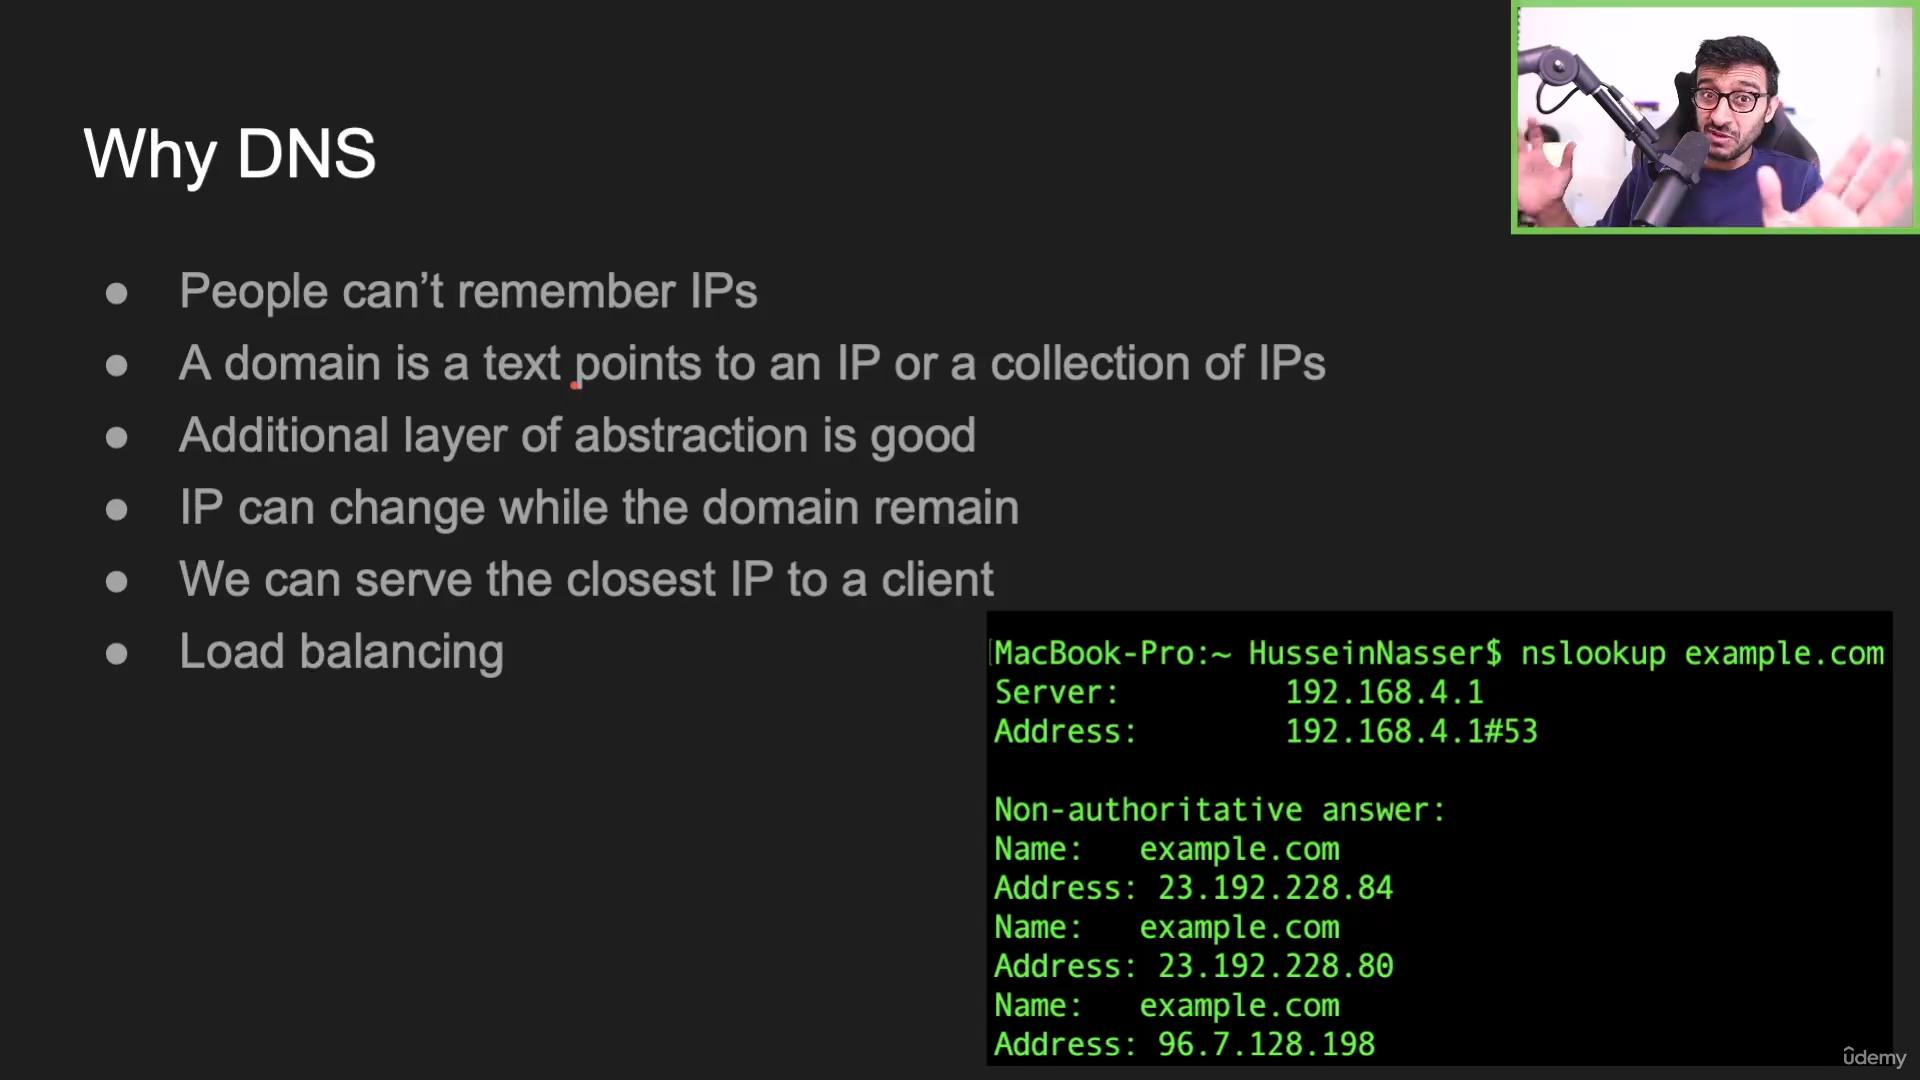 Why DNS
● People can’t remember IPs
● A domain is a text points to an IP or a collection of IPs
● Additional layer of abstraction is good
● IP can change while the domain remain
● We can serve the closest IP to a client
● Load balancing
[MacBook-Pro:~ HusseinNasser$ nslookup example.com
Server: 192.168.4.1
Address: 192.168.4.1#53
Non-authoritative answer:
Name: example.com
Address: 23.192.228.84
Name: example.com
Address: 23.192.228.80
Name: example.com
Address: 96.7.128.198
ûdemy